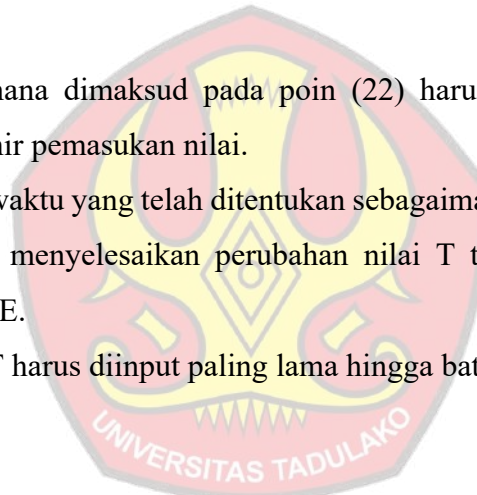 mana dimaksud pada poin (22) haru
ir pemasukan nilai.
waktu yang telah ditentukan sebagaima
menyelesaikan perubahan nilai T t
E.
T harus diinput paling lama hingga bat
UNIVERSITAS TADULAKO